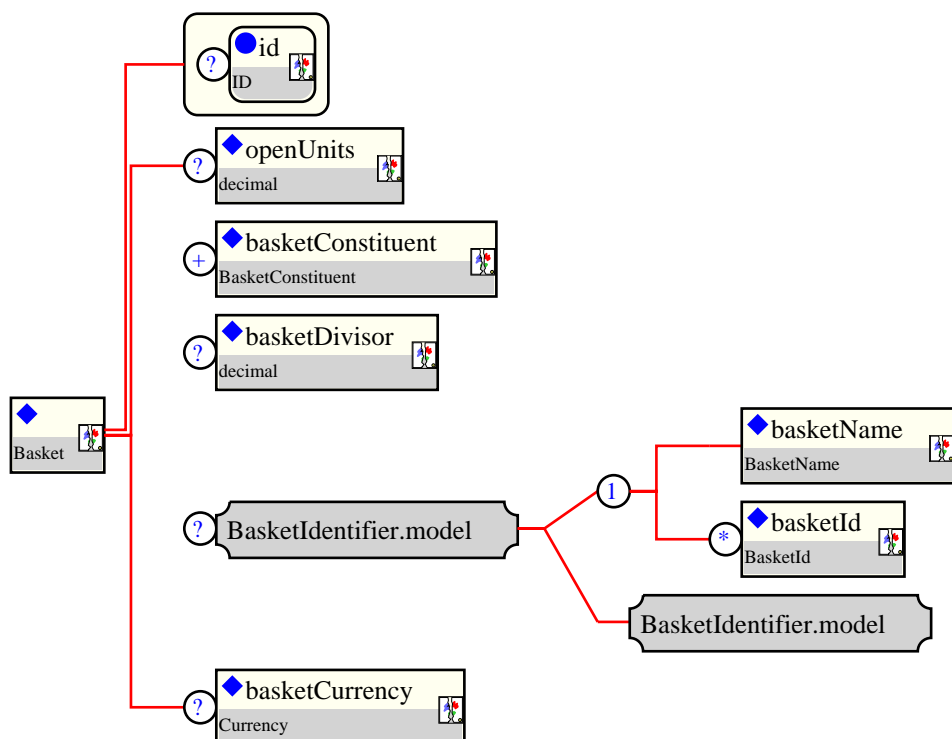 id
?
ID
openUnits
?
decimal
basketConstituent
+
BasketConstituent
basketDivisor
?
decimal
Basket
basketName
BasketName
1
BasketIdentifier.model
?
basketId
*
BasketId
BasketIdentifier.model
basketCurrency
?
Currency